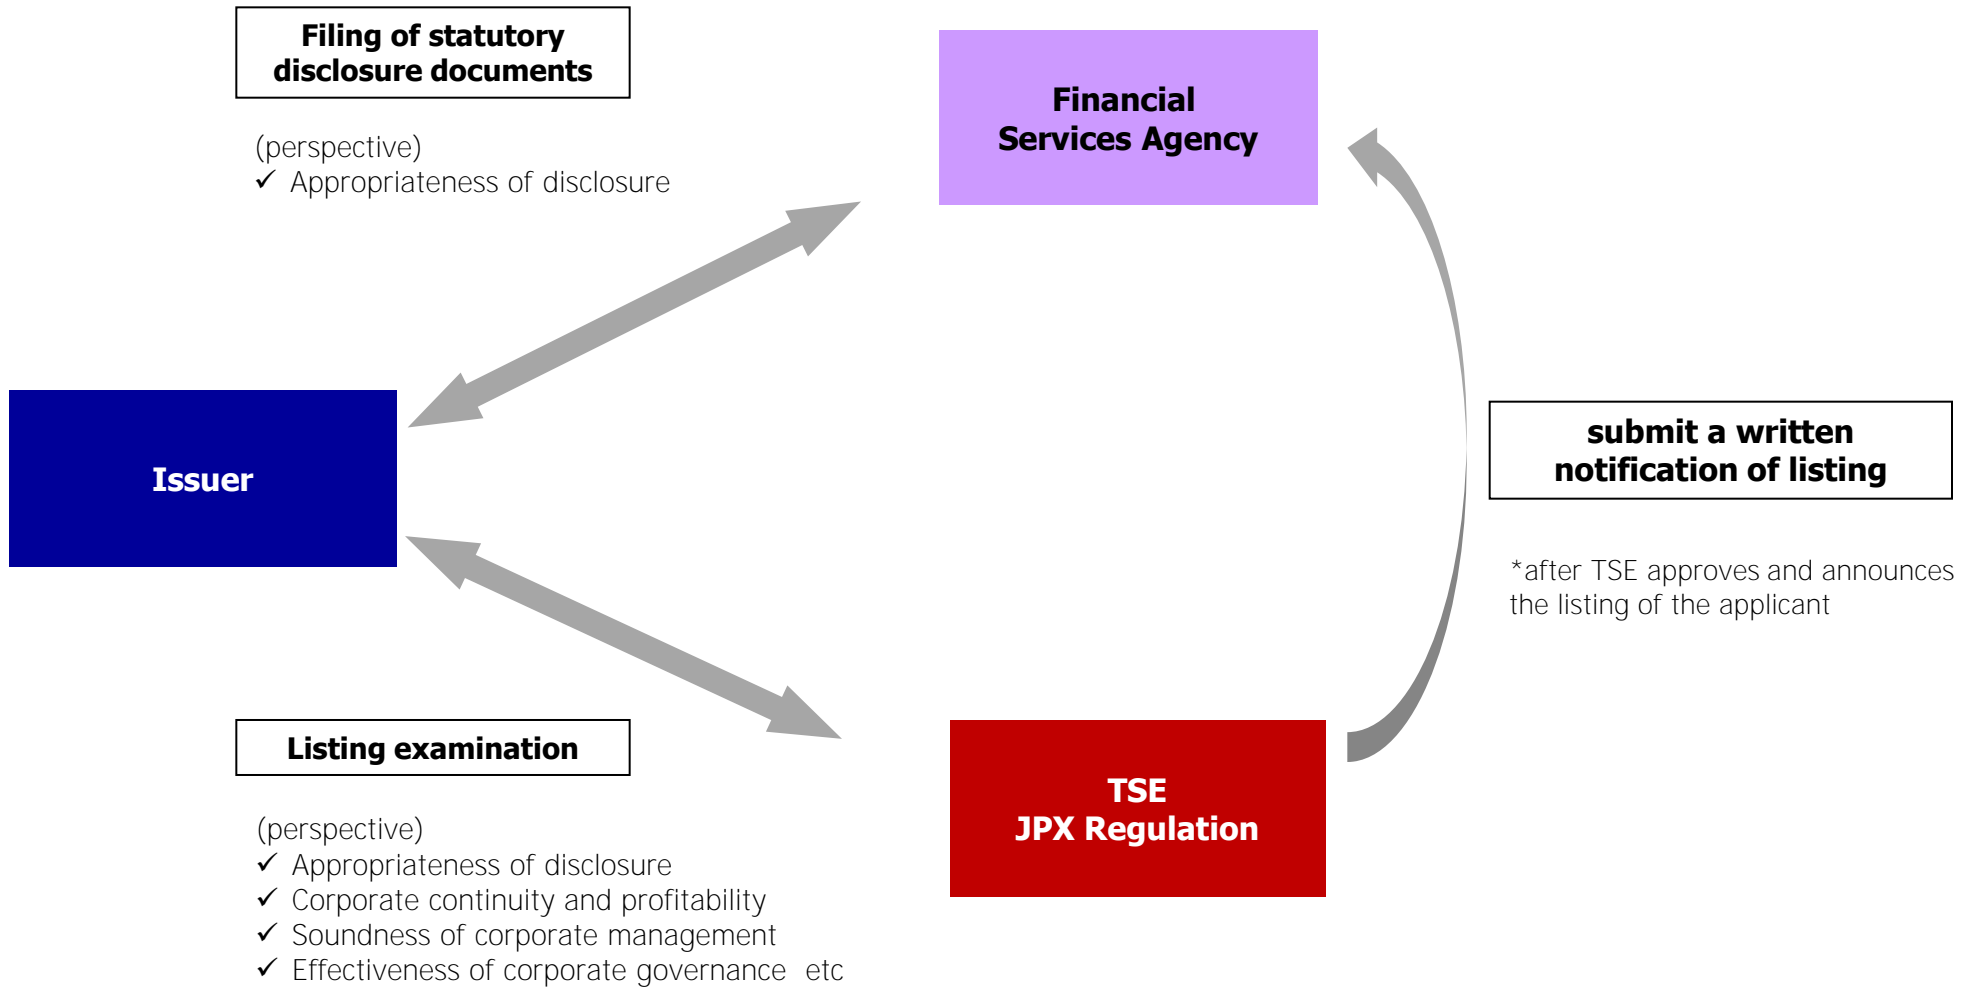 Filing of statutory
disclosure documents
(perspective)
✓ Appropriateness of disclosure
Financial
Services Agency
Issuer
submit a written
notification of listing
*after TSE approves and announces
the listing of the applicant
Listing examination
(perspective)
✓ Appropriateness of disclosure
✓ Corporate continuity and profitability
✓ Soundness of corporate management
✓ Effectiveness of corporate governance etc
TSE
JPX Regulation